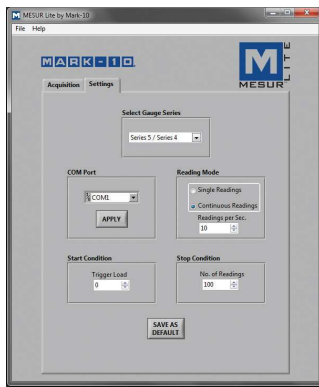 MESUR Lite by Mark-10
File Help
MARK-10
M
MESUR
LITE
Acquisition Settings
Select Gauge Series
Series 5 / Series 4
COM Port
COM1
APPLY
Reading Mode
Single Readings
Continuous Readings
Readings per Sec.
10
Start Condition
Trigger Load
0
Stop Condition
No. of Readings
100
SAVE AS
DEFAULT